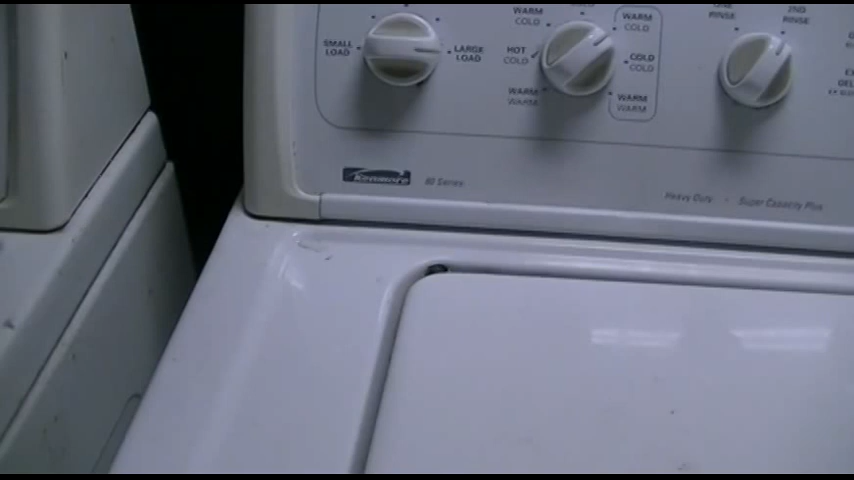 SMALL
LOAD
LARGE
LOAD
WARM
COLD
HOT
COLD
WARM
WARM
WARM
COLD
COLD
COLD
WARM
WARM
RINSE
2ND
RINSE
Kenmore
80 Series
Heavy Duty • Super Capacity Plus